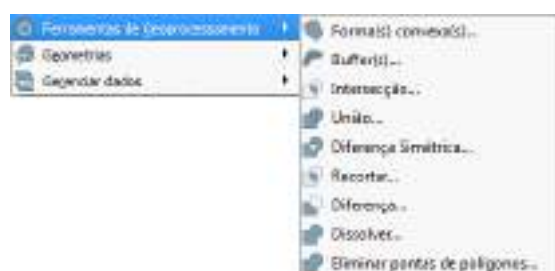 Ferramentas de Geoprocessamento
Geometrias
Gerenciar dados
Forma(s) convexa(s)...
Buffer(s)...
Intersecção...
União...
Diferença Simétrica...
Recortar...
Diferença...
Dissolver...
Eliminar pontas de polígonos...